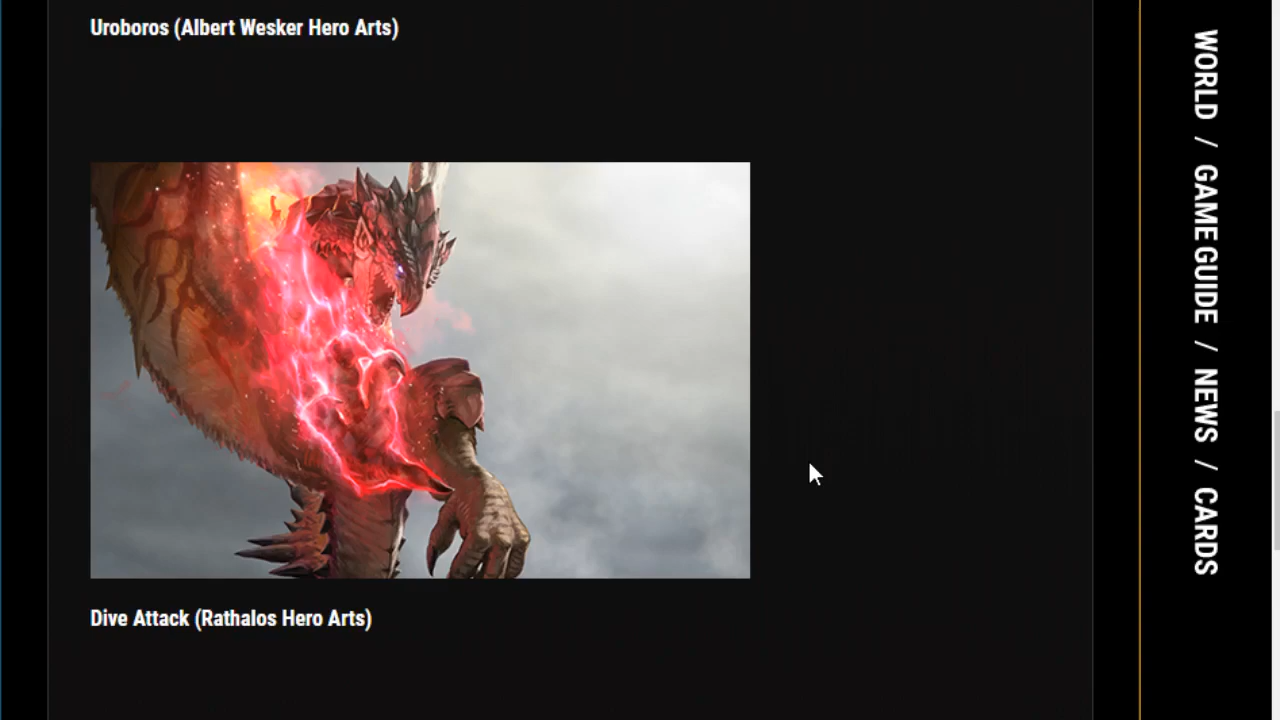 Uroboros (Albert Wesker Hero Arts)
Dive Attack (Rathalos Hero Arts)
WORLD / GAME GUIDE / NEWS / CARDS